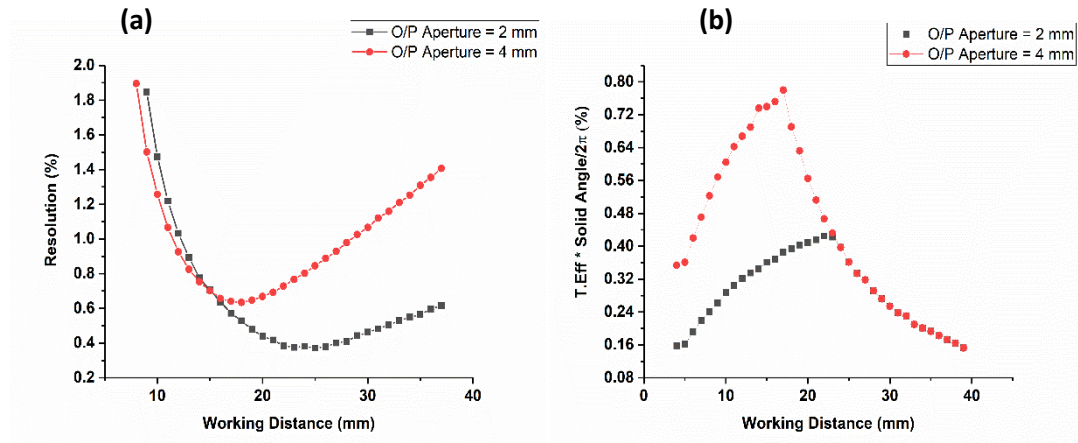 (a)
O/P Aperture = 2 mm
O/P Aperture = 4 mm
2.0
1.8
1.6
1.4
1.2
1.0
0.8
0.6
0.4
0.2
Resolution (%)
10 20 30 40
Working Distance (mm)
(b)
O/P Aperture = 2 mm
O/P Aperture = 4 mm
0.80
0.72
0.64
0.56
0.48
0.40
0.32
0.24
0.16
0.08
T.Eff * Solid Angle/2π (%)
0 10 20 30 40
Working Distance (mm)